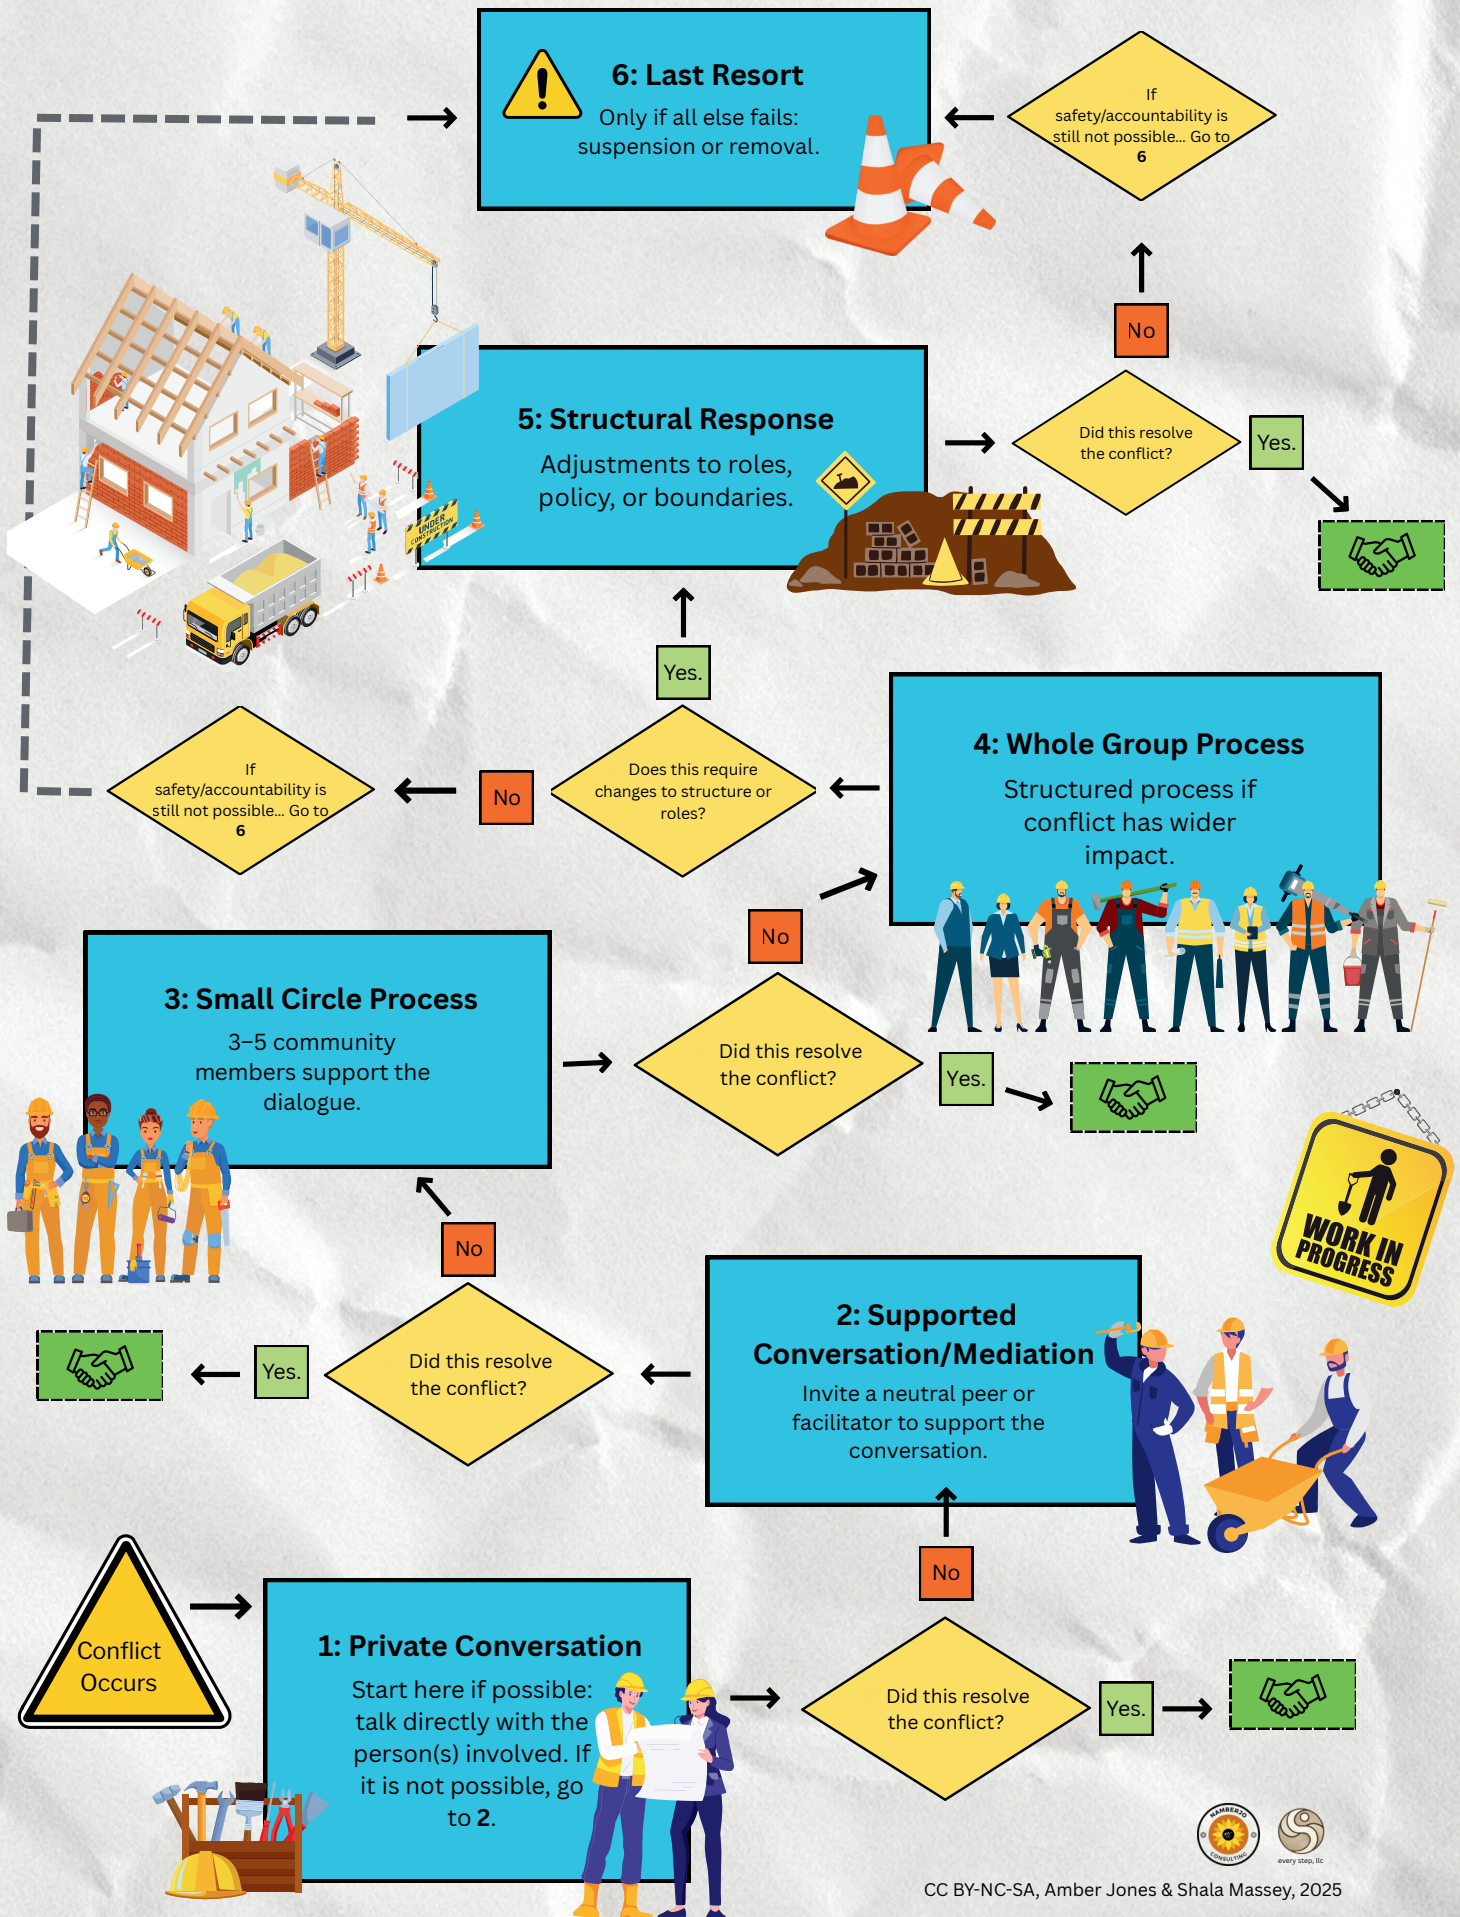 6: Last Resort
Only if all else fails:
suspension or removal.
If
safety/accountability is
still not possible... Go to
6
No
5: Structural Response
Adjustments to roles,
policy, or boundaries.
Did this resolve
the conflict?
Yes.
UNDER
CONSTRUCTION
Yes.
4: Whole Group Process
Structured process if
conflict has wider
impact.
Does this require
changes to structure or
roles?
No
If
safety/accountability is
still not possible... Go to
6
No
3: Small Circle Process
3–5 community
members support the
dialogue.
Did this resolve
the conflict?
Yes.
WORK IN
PROGRESS
No
Did this resolve
the conflict?
Yes.
2: Supported
Conversation/Mediation
Invite a neutral peer or
facilitator to support the
conversation.
No
Conflict
Occurs
1: Private Conversation
Start here if possible:
talk directly with the
person(s) involved. If
it is not possible, go
to 2.
Did this resolve
the conflict?
Yes.
NAMBERJO
CONSULTING
every step, llc
CC BY-NC-SA, Amber Jones & Shala Massey, 2025